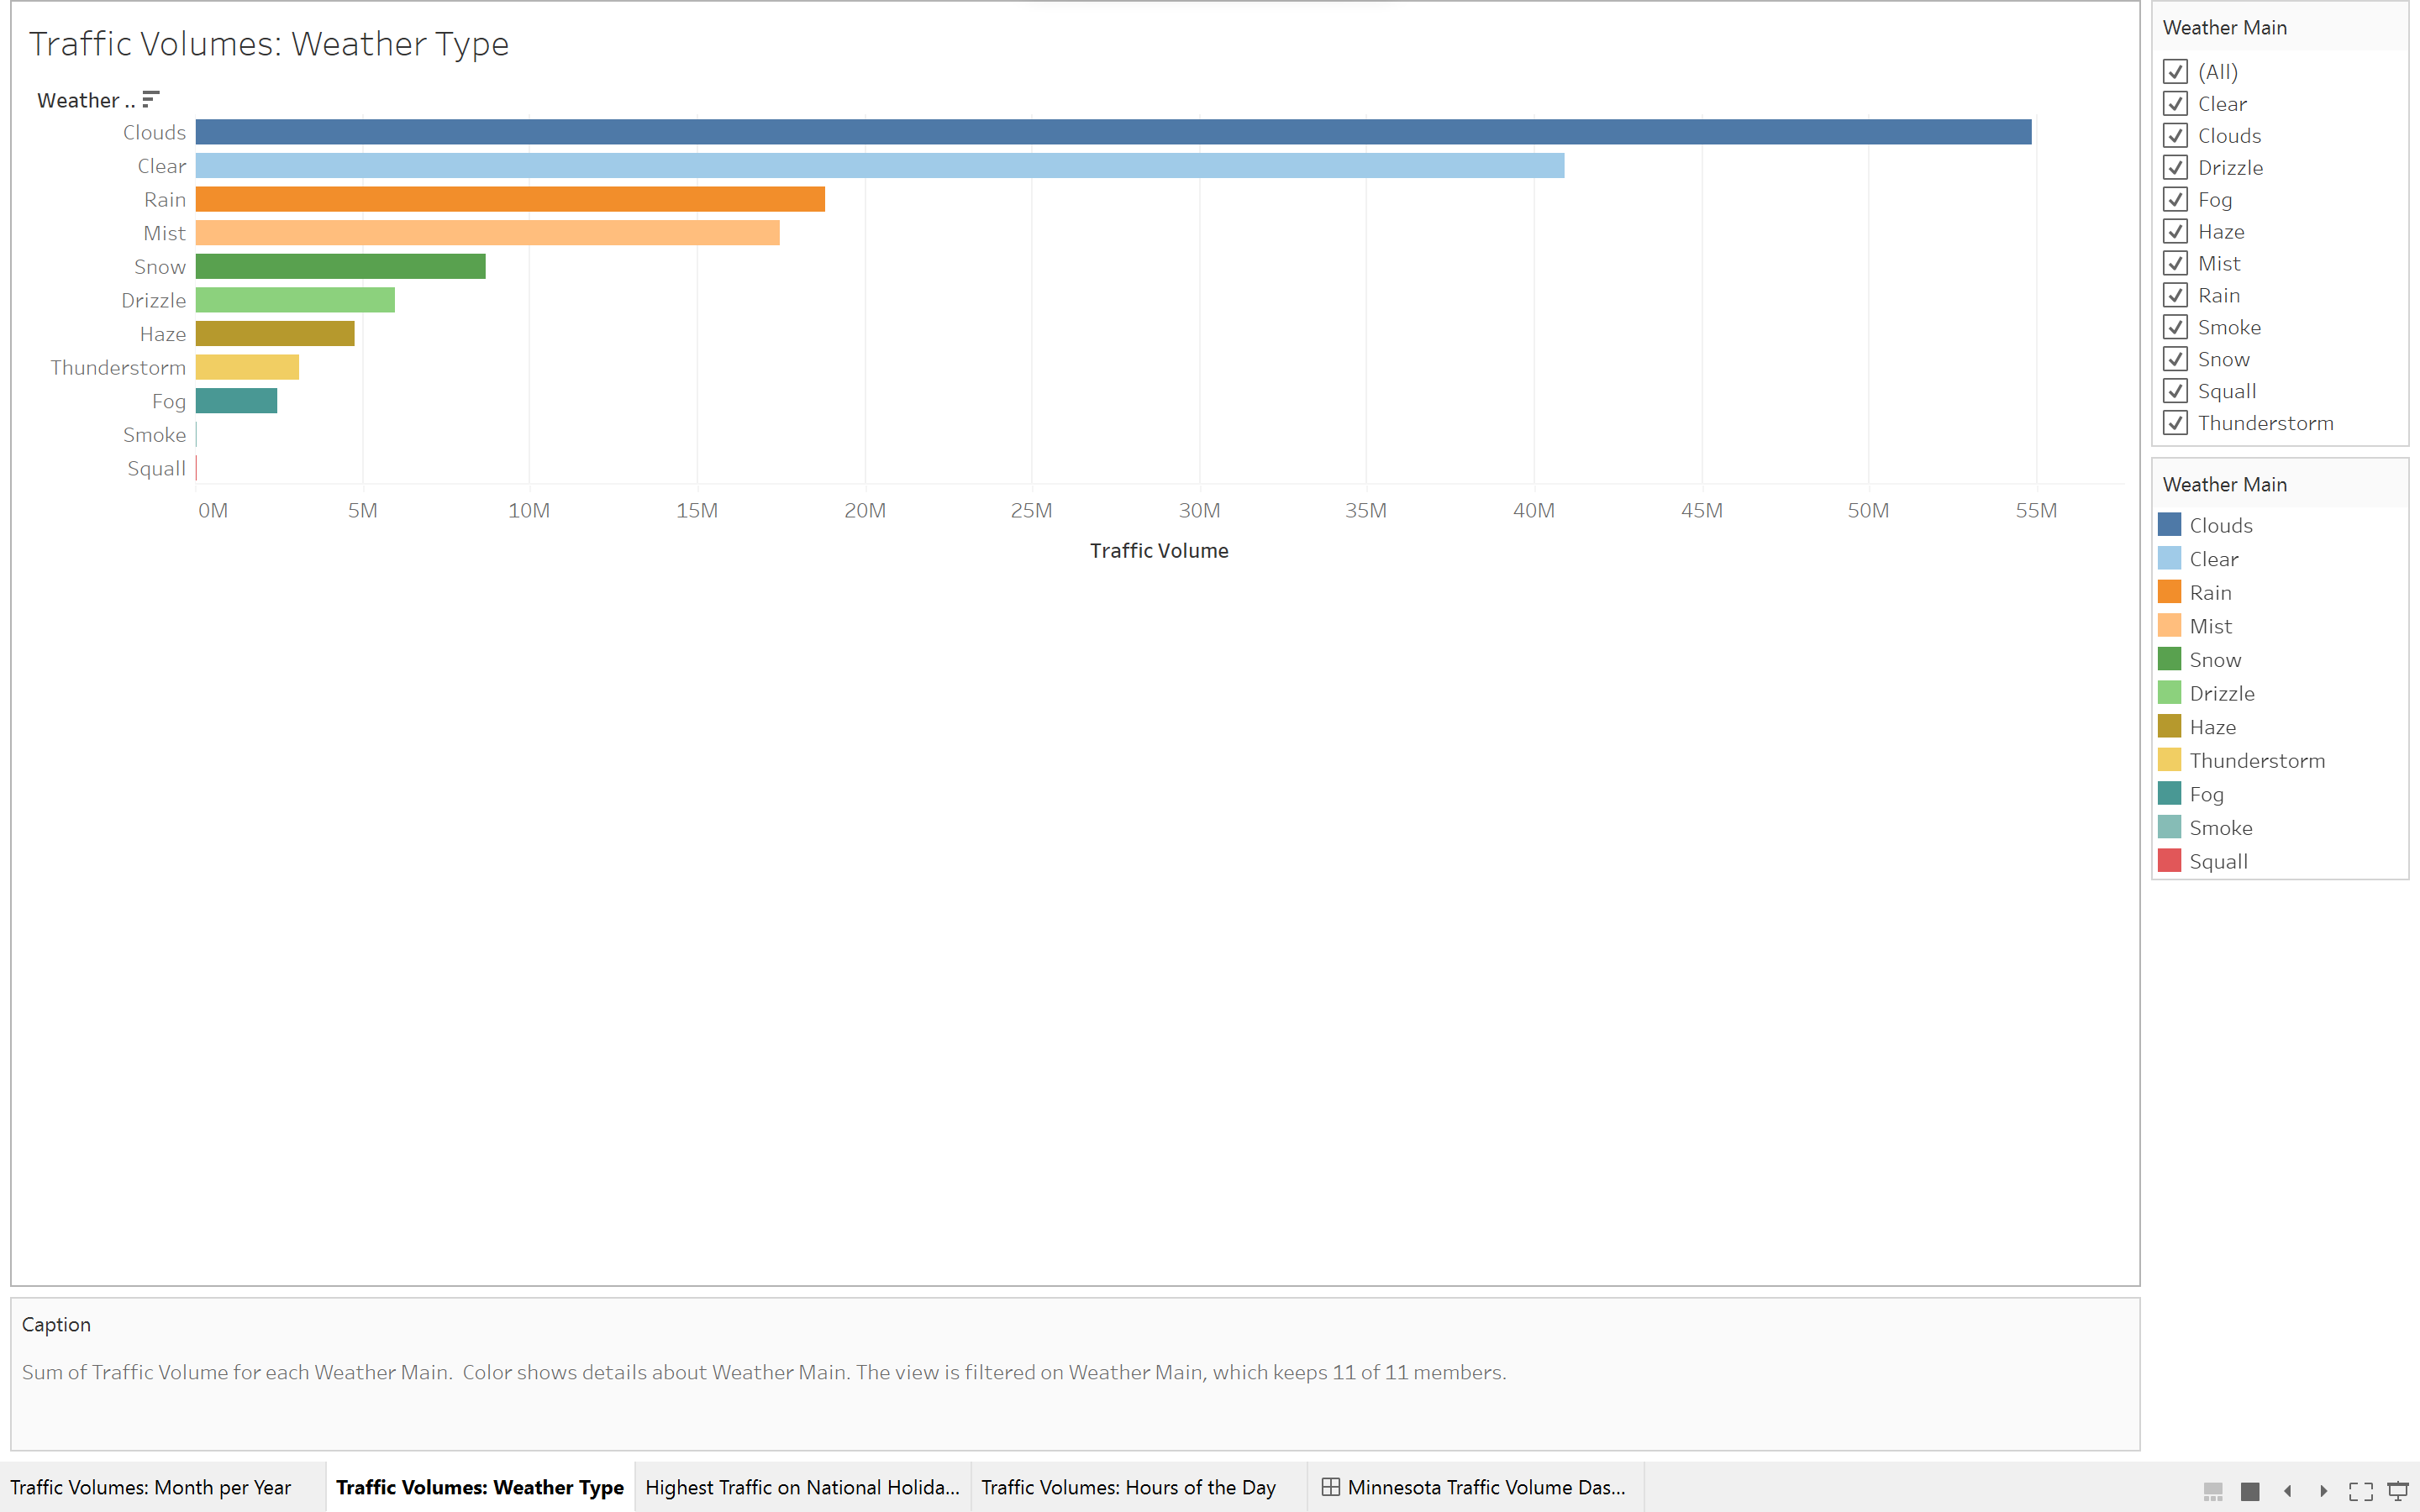 Traffic Volumes: Weather Type
Weather ..
Clouds
Clear
Rain
Mist
Snow
Drizzle
Haze
Thunderstorm
Fog
Smoke
Squall
0M 5M 10M 15M 20M 25M 30M 35M 40M 45M 50M 55M
Traffic Volume
Weather Main
(All)
Clear
Clouds
Drizzle
Fog
Haze
Mist
Rain
Smoke
Snow
Squall
Thunderstorm
Weather Main
Clouds
Clear
Rain
Mist
Snow
Drizzle
Haze
Thunderstorm
Fog
Smoke
Squall
Caption
Sum of Traffic Volume for each Weather Main. Color shows details about Weather Main. The view is filtered on Weather Main, which keeps 11 of 11 members.
Traffic Volumes: Month per Year Traffic Volumes: Weather Type Highest Traffic on National Holida... Traffic Volumes: Hours of the Day Minnesota Traffic Volume Das...